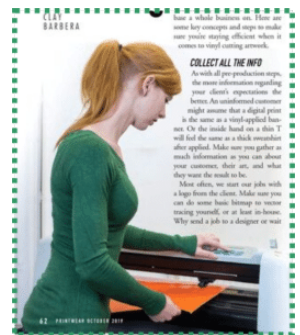 CLAY
BARBERA
base a whole business on. Here are
some key concepts and steps to make
sure you're staying efficient when it
comes to vinyl cutting artwork.
COLLECT ALL THE INFO
As with all pre-production steps,
the more information regarding
your client's expectations the
better. An uninformed customer
might assume that a digital print
is the same as a vinyl-applied ban-
ner. Or the inside hand on a thin T
will feel the same as a thick sweatshirt
after applied. Make sure you gather as
much information as you can about
your customer, their art, and what
they want the result to be.
Most often, we start our jobs with
a logo from the client. Make sure you
can do some basic bitmap to vector
tracing yourself, or at least in-house.
Why send a job to a designer or wait
62 PRINTWEAR OCTOBER 2019